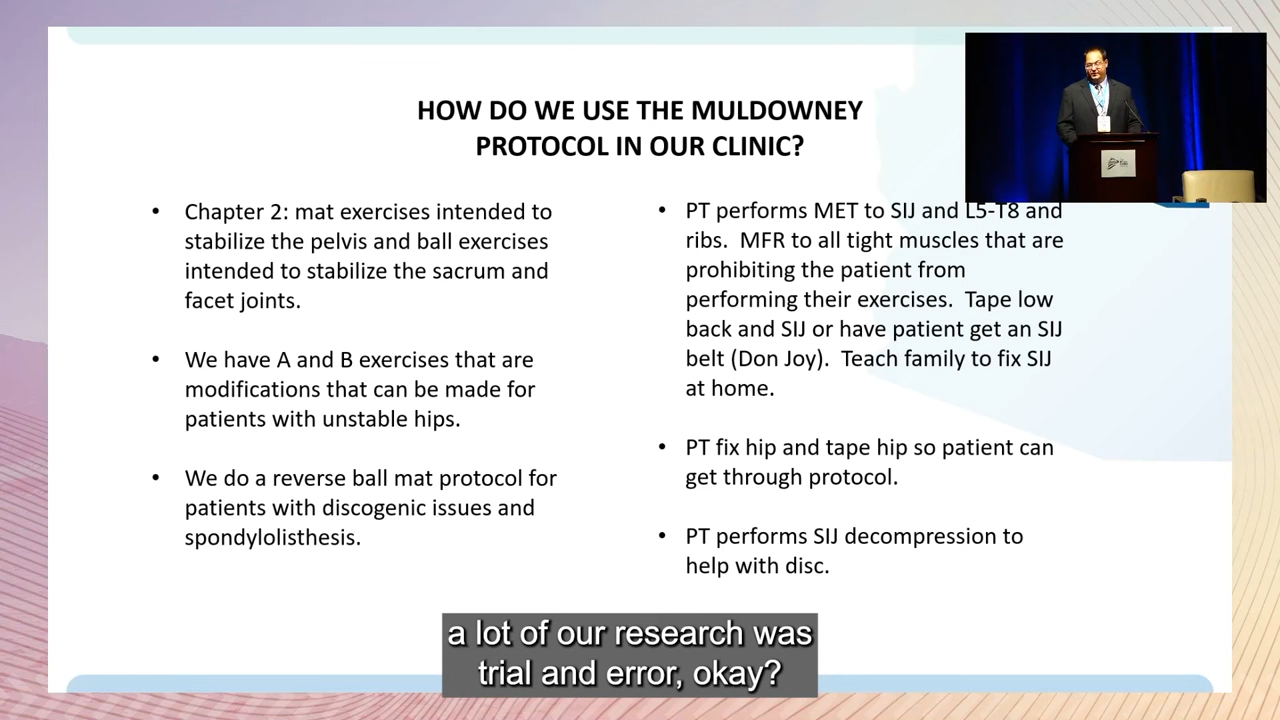 HOW DO WE USE THE MULDOWNEY
PROTOCOL IN OUR CLINIC?
• Chapter 2: mat exercises intended to
stabilize the pelvis and ball exercises
intended to stabilize the sacrum and
facet joints.
• We have A and B exercises that are
modifications that can be made for
patients with unstable hips.
• We do a reverse ball mat protocol for
patients with discogenic issues and
spondylolisthesis.
• PT performs MET to SIJ and L5-T8 and
ribs. MFR to all tight muscles that are
prohibiting the patient from
performing their exercises. Tape low
back and SIJ or have patient get an SIJ
belt (Don Joy). Teach family to fix SIJ
at home.
• PT fix hip and tape hip so patient can
get through protocol.
• PT performs SIJ decompression to
help with disc.
a lot of our research was
trial and error, okay?